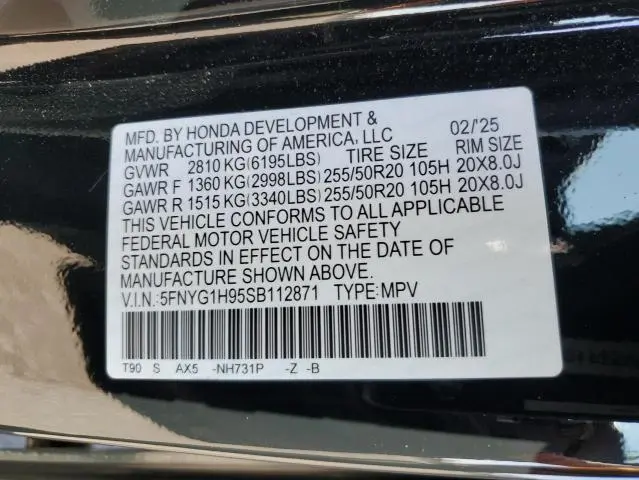 MFD. BY HONDA DEVELOPMENT &
MANUFACTURING OF AMERICA, LLC 02/'25
GVWR 2810 KG(6195LBS) TIRE SIZE RIM SIZE
GAWR F 1360 KG(2998LBS) 255/50R20 105H 20X8.0J
GAWR R 1515 KG(3340LBS) 255/50R20 105H 20X8.0J
THIS VEHICLE CONFORMS TO ALL APPLICABLE
FEDERAL MOTOR VEHICLE SAFETY
STANDARDS IN EFFECT ON THE DATE OF
MANUFACTURE.
V.I.N.:5FNYG1H95SB112871 TYPE:MPV
T90 S AX5 -NH731P -Z -B